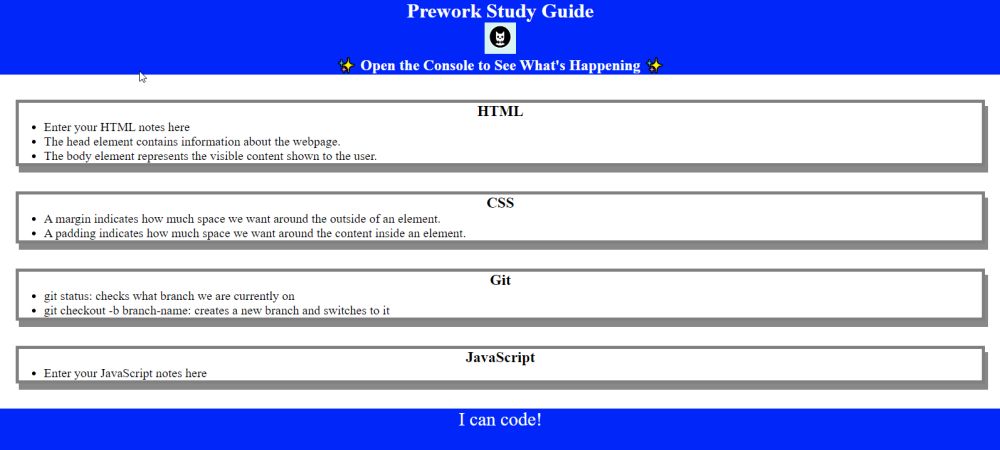 Prework Study Guide
✨ Open the Console to See What's Happening ✨
HTML
• Enter your HTML notes here
• The head element contains information about the webpage.
• The body element represents the visible content shown to the user.
CSS
• A margin indicates how much space we want around the outside of an element.
• A padding indicates how much space we want around the content inside an element.
Git
• git status: checks what branch we are currently on
• git checkout -b branch-name: creates a new branch and switches to it
JavaScript
• Enter your JavaScript notes here
I can code!